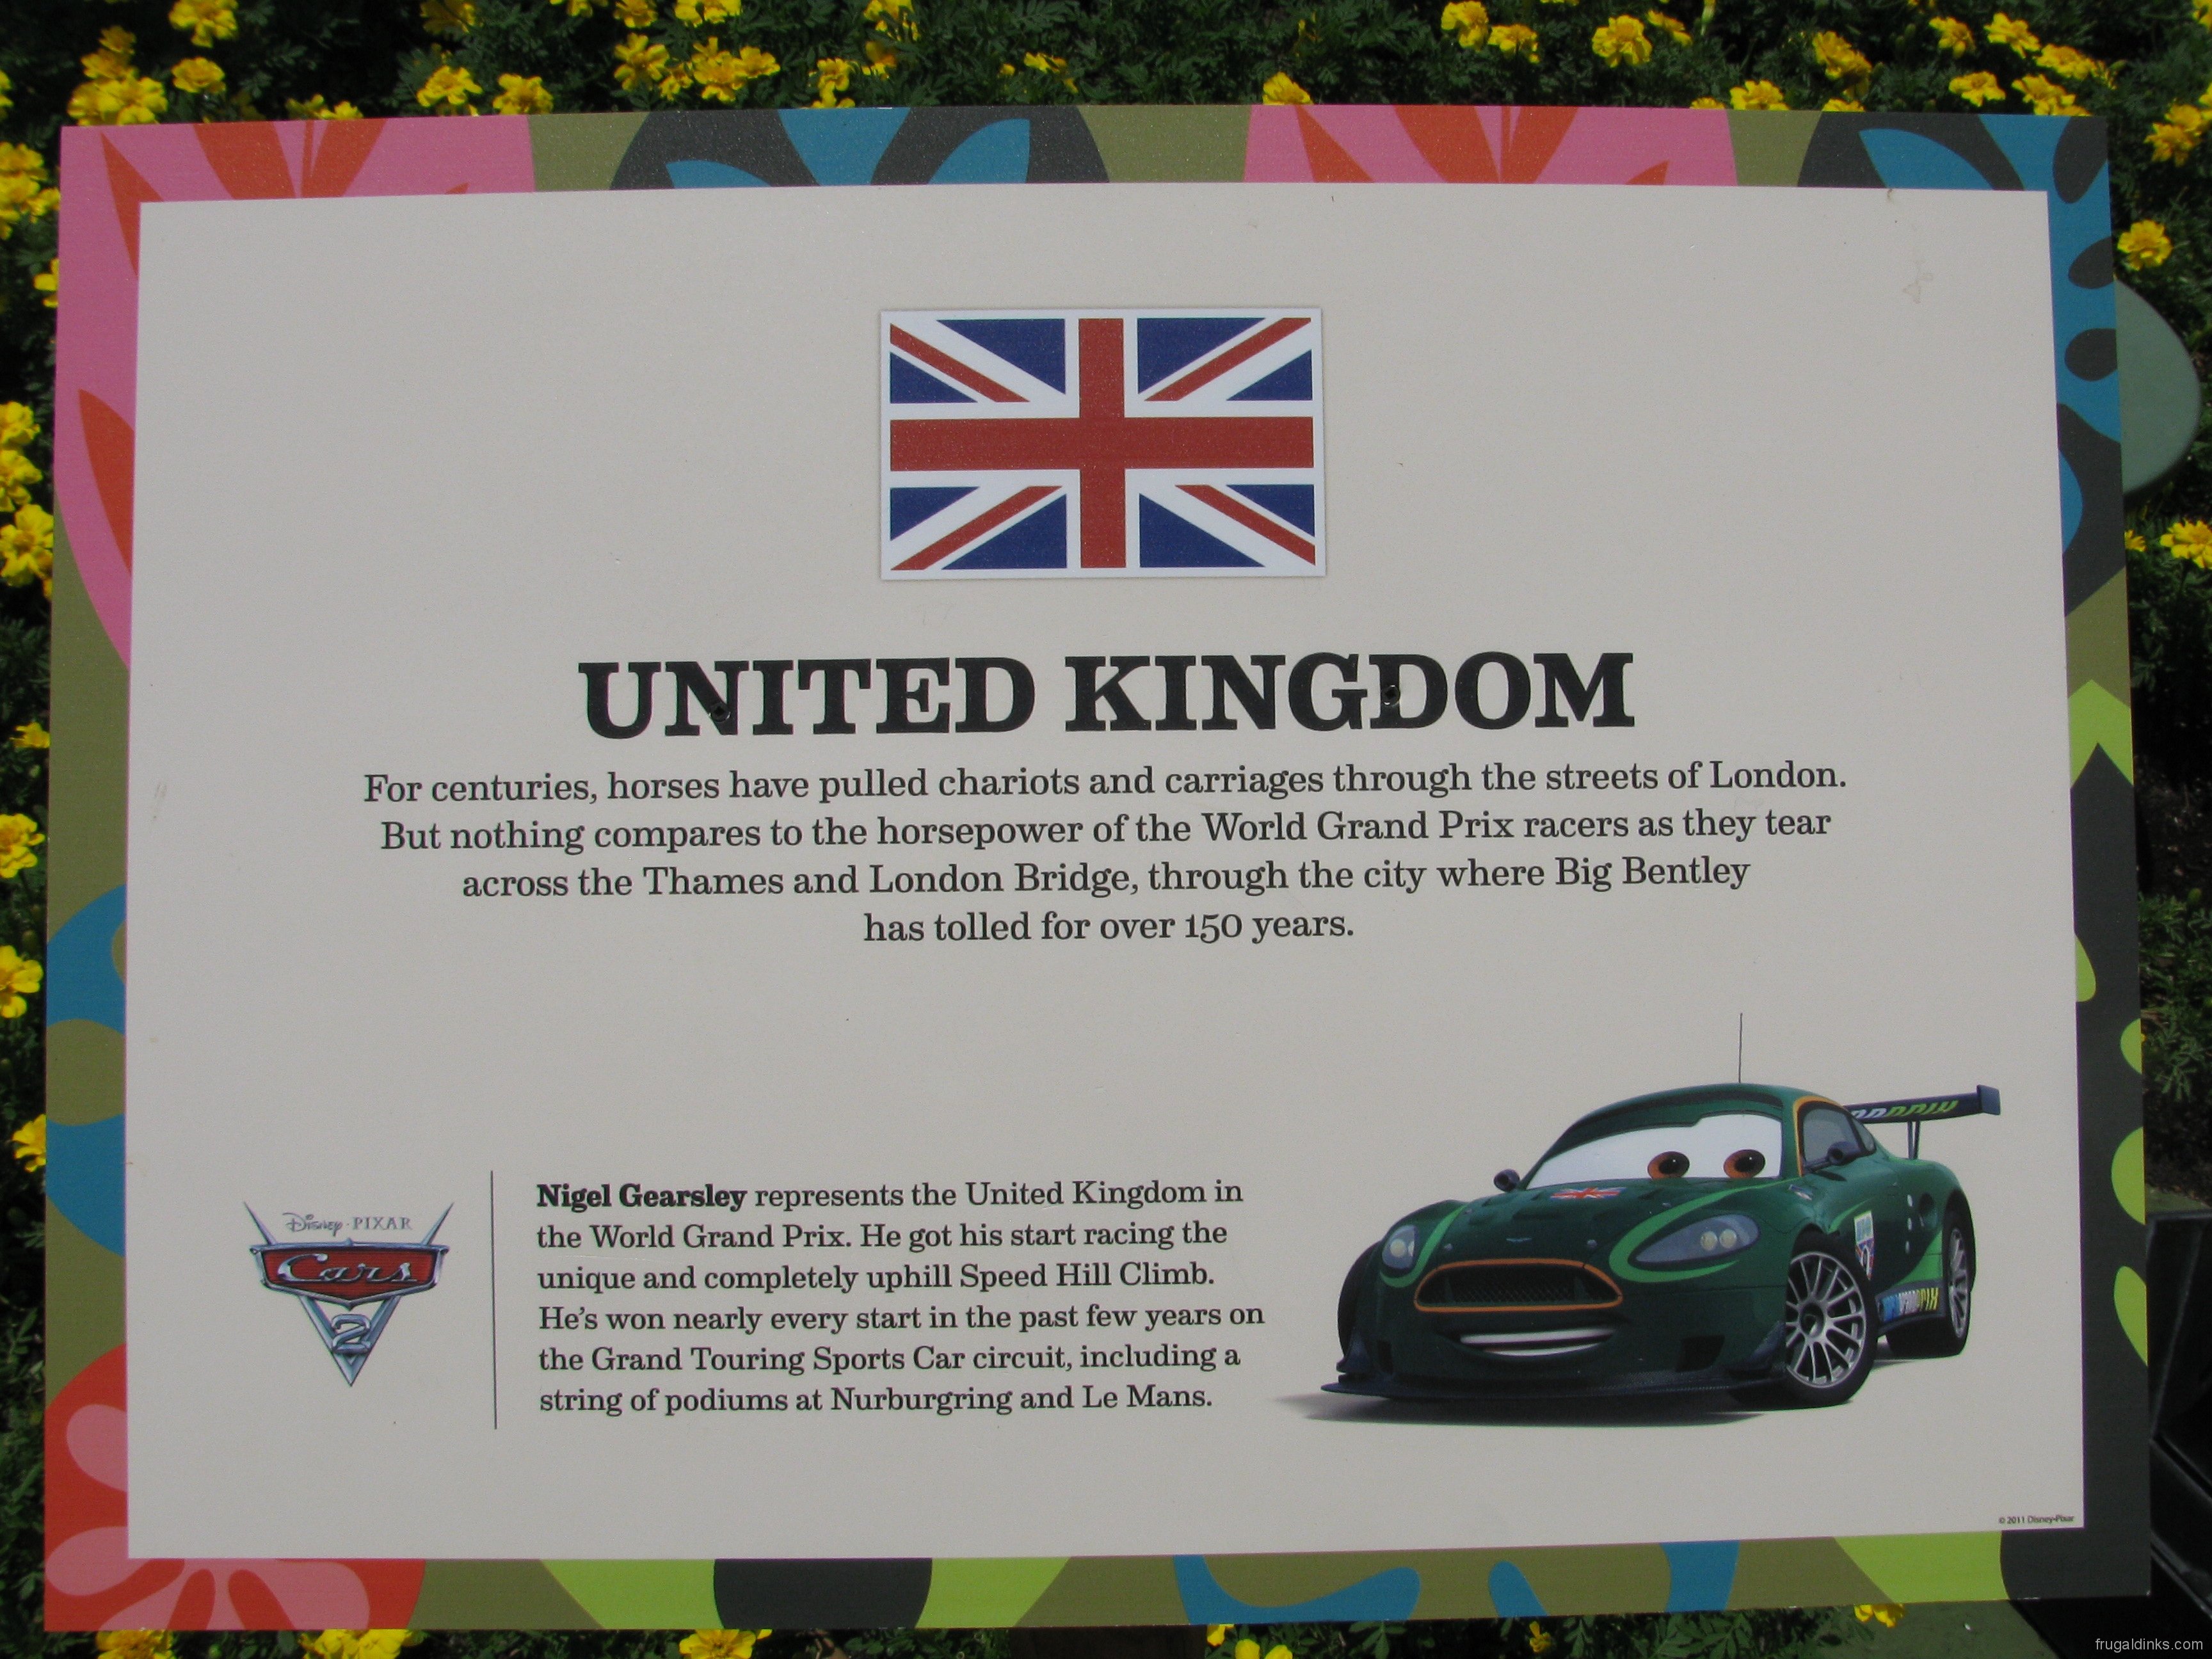 UNITED KINGDOM
For centuries, horses have pulled chariots and carriages through the streets of London.
But nothing compares to the horsepower of the World Grand Prix racers as they tear
across the Thames and London Bridge, through the city where Big Bentley
has tolled for over 150 years.
Disney·PIXAR
Cars
2
Nigel Gearsley represents the United Kingdom in
the World Grand Prix. He got his start racing the
unique and completely uphill Speed Hill Climb.
He's won nearly every start in the past few years on
the Grand Touring Sports Car circuit, including a
string of podiums at Nurburgring and Le Mans.
© 2011 Disney•Pixar
frugaldinks.com